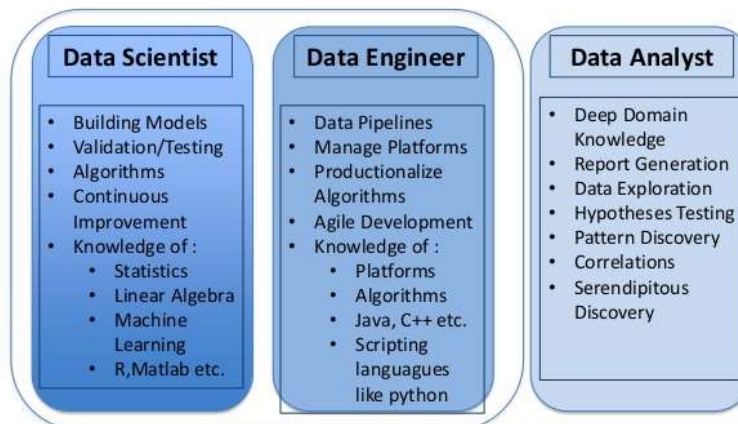 Data Scientist
• Building Models
• Validation/Testing
• Algorithms
• Continuous
Improvement
• Knowledge of :
• Statistics
• Linear Algebra
• Machine
Learning
• R,Matlab etc.
Data Engineer
• Data Pipelines
• Manage Platforms
• Productionalize
Algorithms
• Agile Development
• Knowledge of :
• Platforms
• Algorithms
• Java, C++ etc.
• Scripting
languagues
like python
Data Analyst
• Deep Domain
Knowledge
• Report Generation
• Data Exploration
• Hypotheses Testing
• Pattern Discovery
• Correlations
• Serendipitous
Discovery